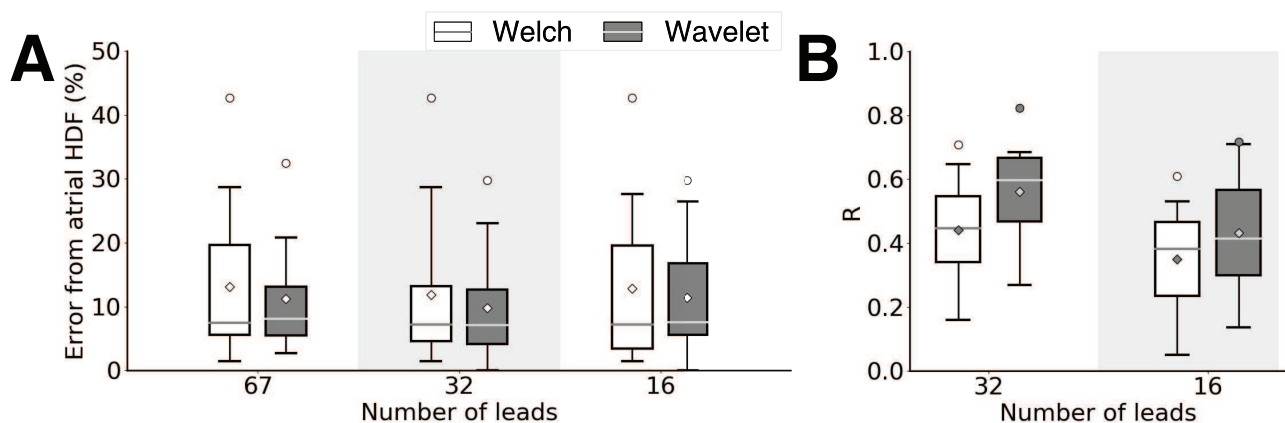 Welch Wavelet
A
B
Error from atrial HDF (%)
50
40
30
20
10
0
67 32 16
Number of leads
R
1.0
0.8
0.6
0.4
0.2
0.0
32 16
Number of leads